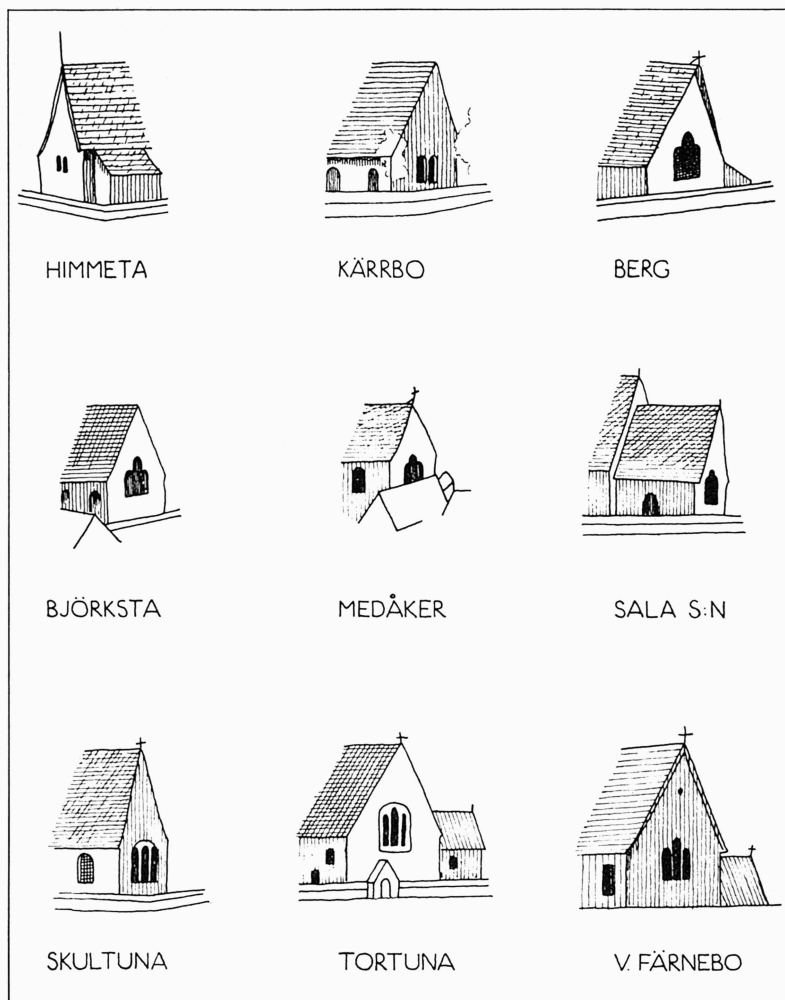 HIMMETA
KÄRRBO
BERG
BJÖRKSTA
MEDÅKER
SALA S:N
SKULTUNA
TORTUNA
V. FÄRNEBO